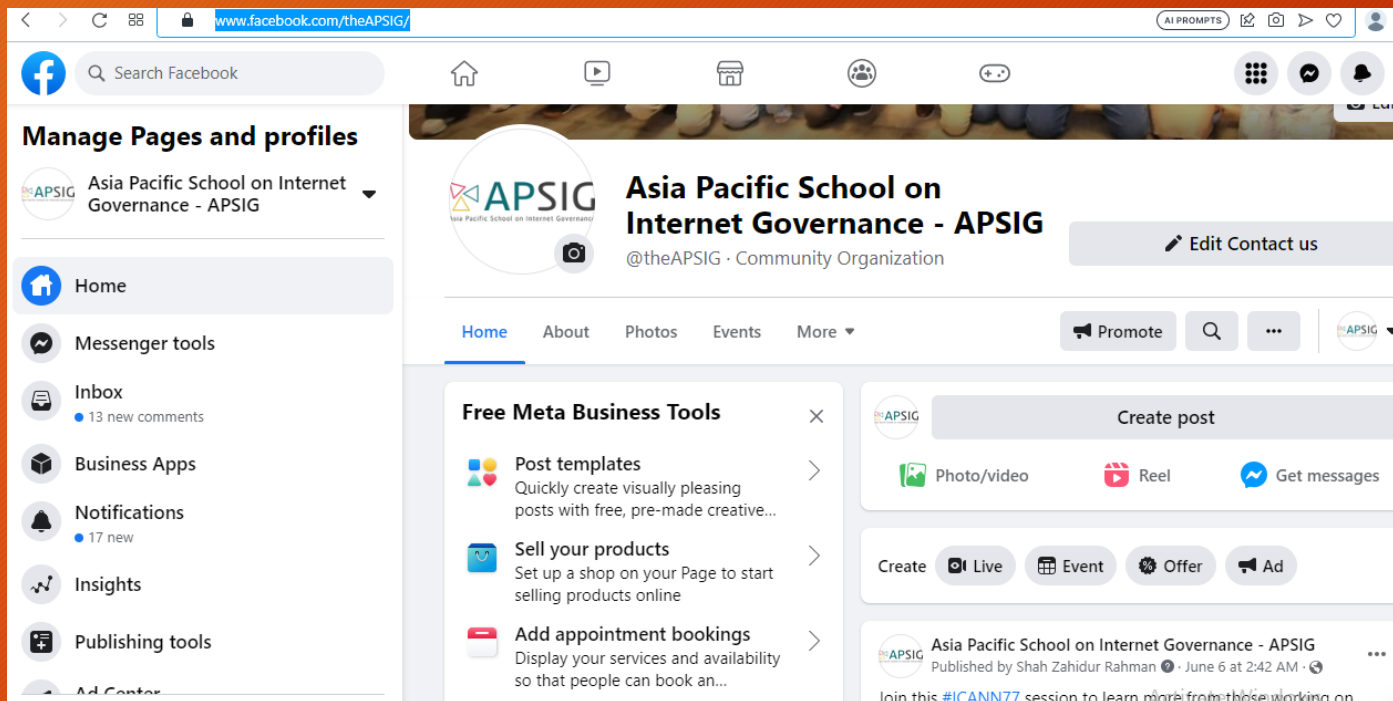 www.facebook.com/theAPSIG/
AI PROMPTS
Search Facebook
Manage Pages and profiles
APSIG
Asia Pacific School on Internet
Governance - APSIG
Home
Messenger tools
Inbox
13 new comments
Business Apps
Notifications
17 new
Insights
Publishing tools
Ad Center
APSIG
Asia Pacific School on Internet Governance
Asia Pacific School on
Internet Governance - APSIG
@theAPSIG · Community Organization
Edit Contact us
Home
About
Photos
Events
More
Promote
APSIG
Free Meta Business Tools
Post templates
Quickly create visually pleasing
posts with free, pre-made creative...
Sell your products
Set up a shop on your Page to start
selling products online
Add appointment bookings
Display your services and availability
so that people can book an...
APSIG
Create post
Photo/video
Reel
Get messages
Create
Live
Event
Offer
Ad
APSIG
Asia Pacific School on Internet Governance - APSIG
Published by Shah Zahidur Rahman · June 6 at 2:42 AM ·
Join this #ICANN77 session to learn more from those working on
Activate Windows